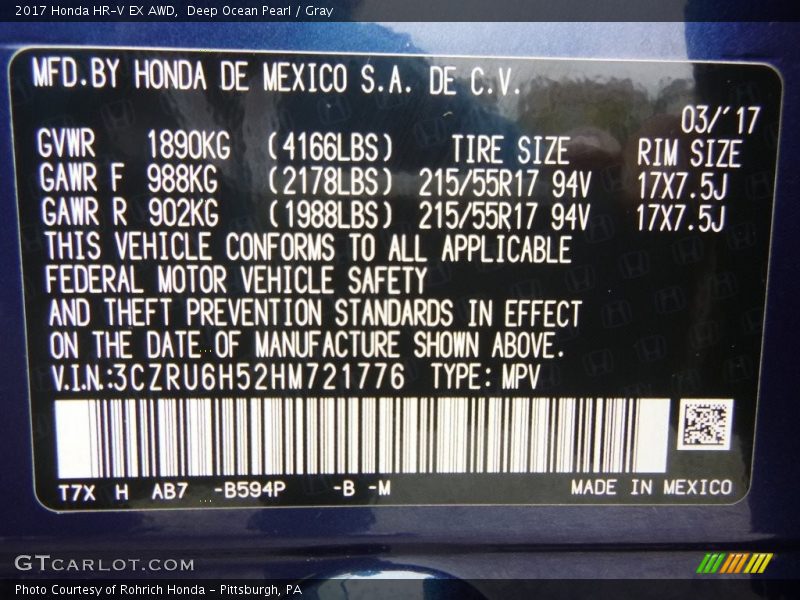 2017 Honda HR-V EX AWD, Deep Ocean Pearl / Gray
MFD.BY HONDA DE MEXICO S.A. DE C.V.
03/'17
GVWR 1890KG (4166LBS) TIRE SIZE RIM SIZE
GAWR F 988KG (2178LBS) 215/55R17 94V 17X7.5J
GAWR R 902KG (1988LBS) 215/55R17 94V 17X7.5J
THIS VEHICLE CONFORMS TO ALL APPLICABLE
FEDERAL MOTOR VEHICLE SAFETY
AND THEFT PREVENTION STANDARDS IN EFFECT
ON THE DATE OF MANUFACTURE SHOWN ABOVE.
V.I.N.:3CZRU6H52HM721776 TYPE: MPV
T7X H AB7 -B594P -B -M MADE IN MEXICO
GTCARLOT.COM
Photo Courtesy of Rohrich Honda - Pittsburgh, PA